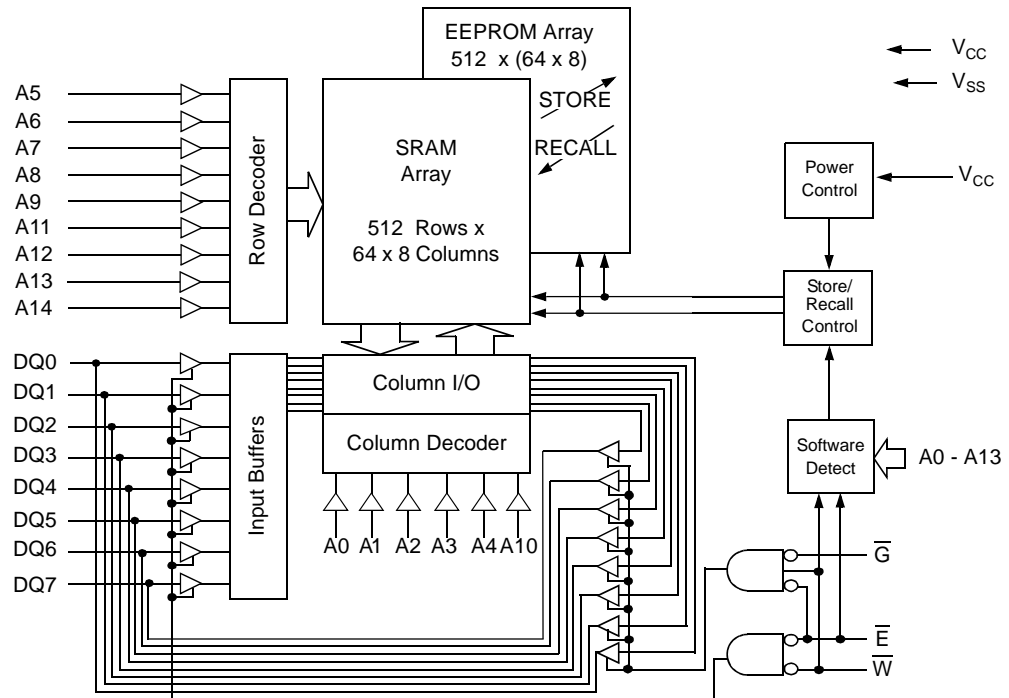 EEPROM Array
512 x (64 x 8)
STORE
RECALL
V_CC
V_SS
A5
A6
A7
A8
A9
A11
A12
A13
A14
Row Decoder
SRAM
Array
512 Rows x
64 x 8 Columns
Power
Control
V_CC
Store/
Recall
Control
DQ0
DQ1
DQ2
DQ3
DQ4
DQ5
DQ6
DQ7
Input Buffers
Column I/O
Column Decoder
A0 A1 A2 A3 A4 A10
Software
Detect
A0 - A13
G̅
E̅
W̅